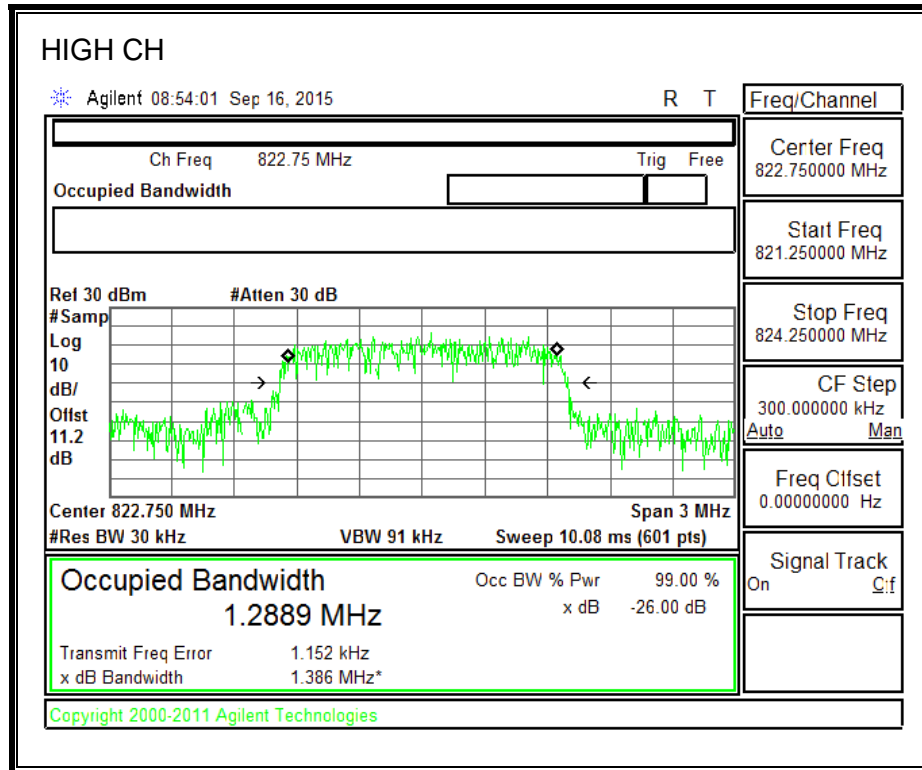 HIGH CH
Agilent 08:54:01 Sep 16, 2015 R T
Freq/Channel
Ch Freq 822.75 MHz Trig Free
Occupied Bandwidth
Center Freq
822.750000 MHz
Start Freq
821.250000 MHz
Stop Freq
824.250000 MHz
CF Step
300.000000 kHz
Auto Man
Freq Offset
0.00000000 Hz
Signal Track
On Off
Ref 30 dBm #Atten 30 dB
#Samp
Log
10
dB/
Offst
11.2
dB
Center 822.750 MHz Span 3 MHz
#Res BW 30 kHz VBW 91 kHz Sweep 10.08 ms (601 pts)
Occupied Bandwidth
1.2889 MHz
Occ BW % Pwr 99.00 %
x dB -26.00 dB
Transmit Freq Error 1.152 kHz
x dB Bandwidth 1.386 MHz*
Copyright 2000-2011 Agilent Technologies